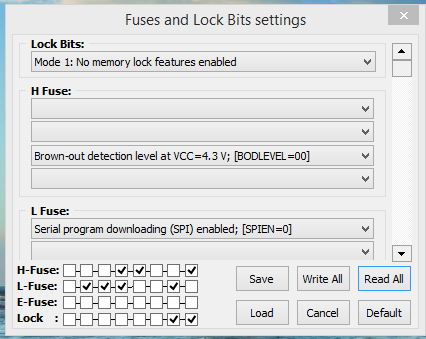 Fuses and Lock Bits settings
Lock Bits:
Mode 1: No memory lock features enabled
H Fuse:
Brown-out detection level at VCC=4.3 V; [BODLEVEL=00]
L Fuse:
Serial program downloading (SPI) enabled; [SPIEN=0]
H-Fuse:
L-Fuse:
E-Fuse:
Lock :
Save Write All Read All
Load Cancel Default